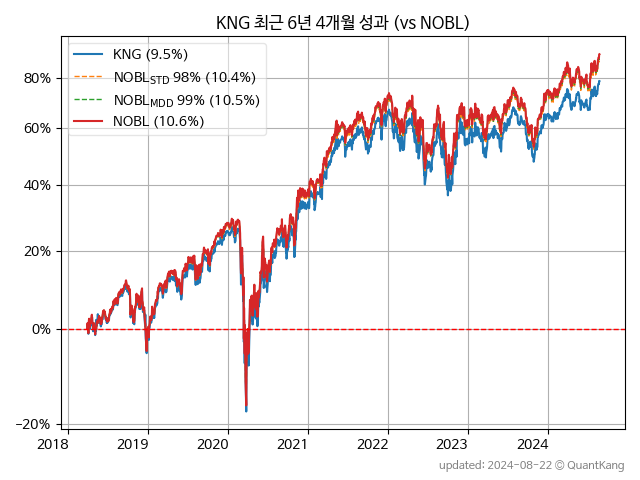 KNG 최근 6년 4개월 성과 (vs NOBL)
KNG (9.5%)
NOBL_STD 98% (10.4%)
NOBL_MDD 99% (10.5%)
NOBL (10.6%)
80%
60%
40%
20%
0%
−20%
2018 2019 2020 2021 2022 2023 2024
updated: 2024-08-22 © QuantKang